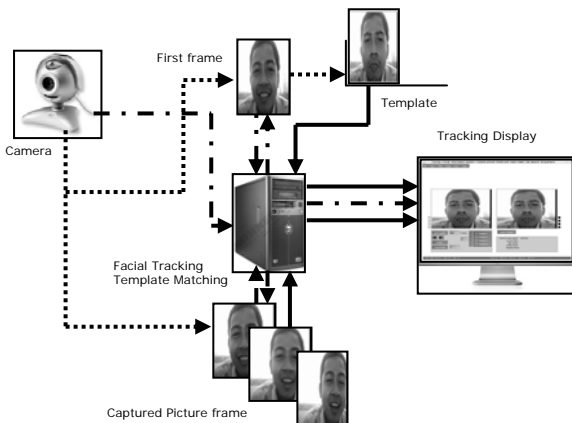 First frame
Template
Camera
Tracking Display
Facial Tracking
Template Matching
Captured Picture frame